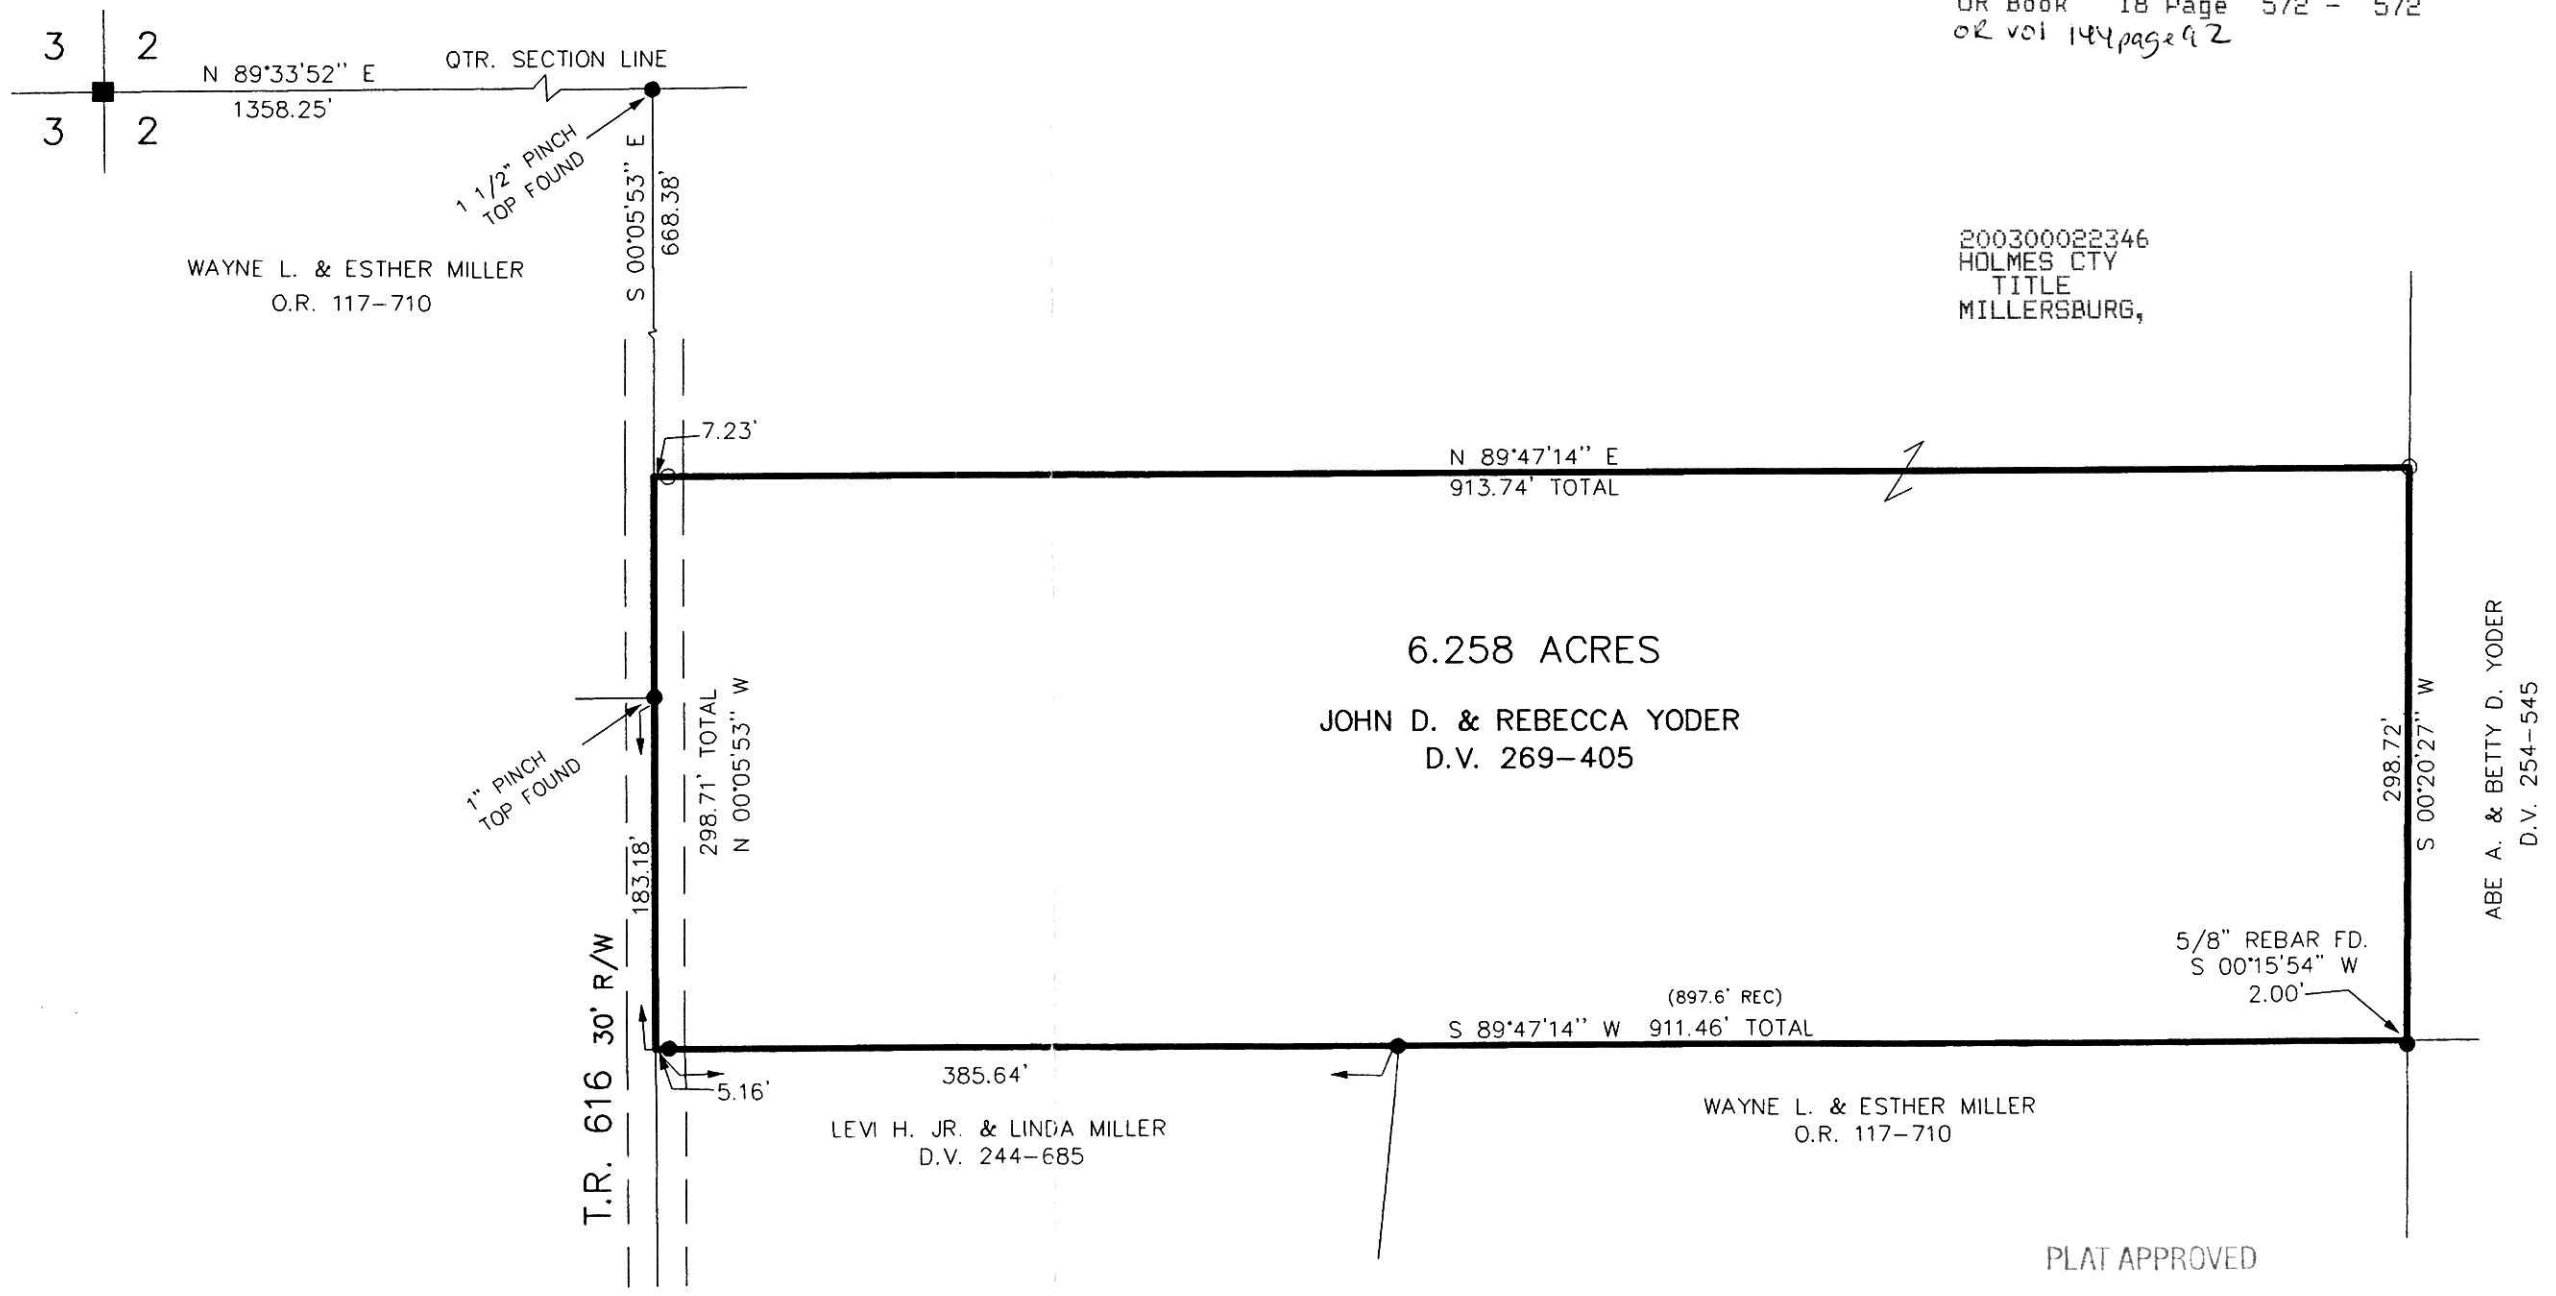 OR Book 18 Page 572 - 572
OR vol 144 page 92
3 2
N 89°33'52" E
QTR. SECTION LINE
1358.25'
3 2
1 1/2" PINCH
TOP FOUND
S 00°05'53" E
668.38'
WAYNE L. & ESTHER MILLER
O.R. 117-710
200300022346
HOLMES CTY
TITLE
MILLERSBURG,
7.23'
N 89°47'14" E
913.74' TOTAL
6.258 ACRES
JOHN D. & REBECCA YODER
D.V. 269-405
1" PINCH
TOP FOUND
298.71' TOTAL
N 00°05'53" W
183.18'
298.72'
S 00°20'27" W
ABE A. & BETTY D. YODER
D.V. 254-545
5/8" REBAR FD.
S 00°15'54" W
2.00'
(897.6' REC)
S 89°47'14" W 911.46' TOTAL
T.R. 616 30' R/W
5.16'
385.64'
LEVI H. JR. & LINDA MILLER
D.V. 244-685
WAYNE L. & ESTHER MILLER
O.R. 117-710
PLAT APPROVED